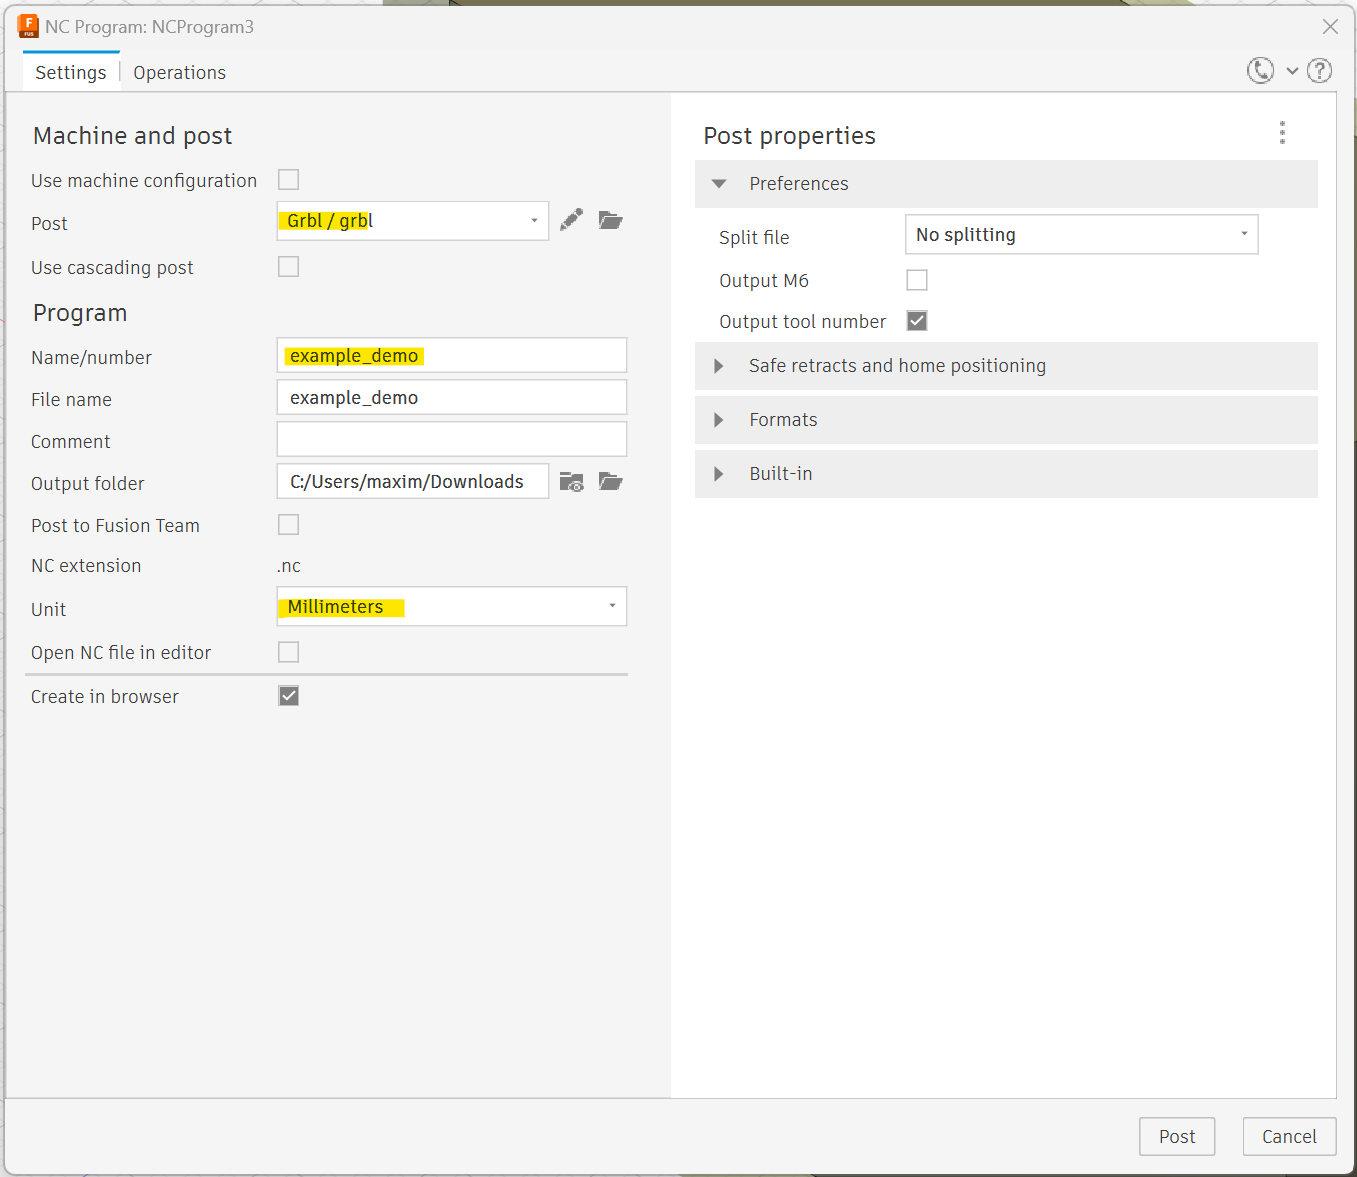 NC Program: NCProgram3
Settings
Operations
Machine and post
Use machine configuration
Post
Grbl / grbl
Use cascading post
Program
Name/number
example_demo
File name
example_demo
Comment
Output folder
C:/Users/maxim/Downloads
Post to Fusion Team
NC extension
.nc
Unit
Millimeters
Open NC file in editor
Create in browser
Post properties
Preferences
Split file
No splitting
Output M6
Output tool number
Safe retracts and home positioning
Formats
Built-in
Post
Cancel